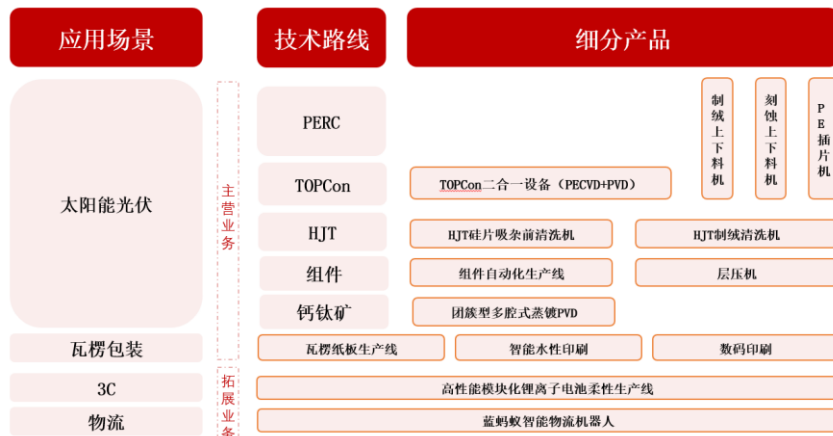 应用场景
技术路线
细分产品
太阳能光伏
主营业务
PERC
制绒上下料机
刻蚀上下料机
PE插片机
TOPCon
TOPCon二合一设备（PECVD+PVD）
HJT
HJT硅片吸杂前清洗机
HJT制绒清洗机
组件
组件自动化生产线
层压机
钙钛矿
团簇型多腔式蒸镀PVD
瓦楞包装
瓦楞纸板生产线
智能水性印刷
数码印刷
拓展业务
3C
高性能模块化锂离子电池柔性生产线
物流
蓝蚂蚁智能物流机器人